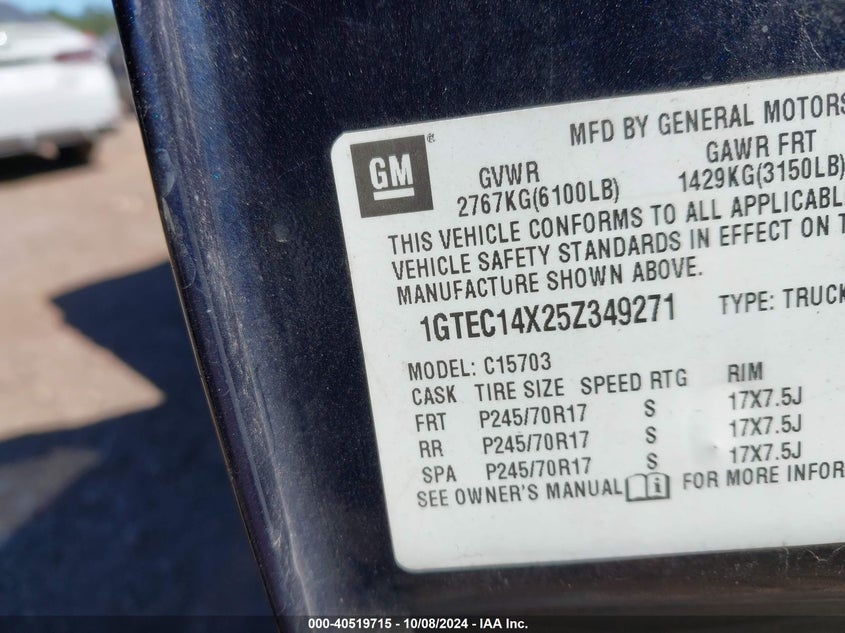 GM
MFD BY GENERAL MOTORS
GVWR
GAWR FRT
2767KG(6100LB)
1429KG(3150LB)
THIS VEHICLE CONFORMS TO ALL APPLICABL
VEHICLE SAFETY STANDARDS IN EFFECT ON T
MANUFACTURE SHOWN ABOVE.
1GTEC14X25Z349271 TYPE: TRUCK
MODEL: C15703
CASK TIRE SIZE SPEED RTG RIM
FRT P245/70R17 S 17X7.5J
RR P245/70R17 S 17X7.5J
SPA P245/70R17 S 17X7.5J
SEE OWNER'S MANUAL i FOR MORE INFOR
000-40519715 - 10/08/2024 - IAA Inc.